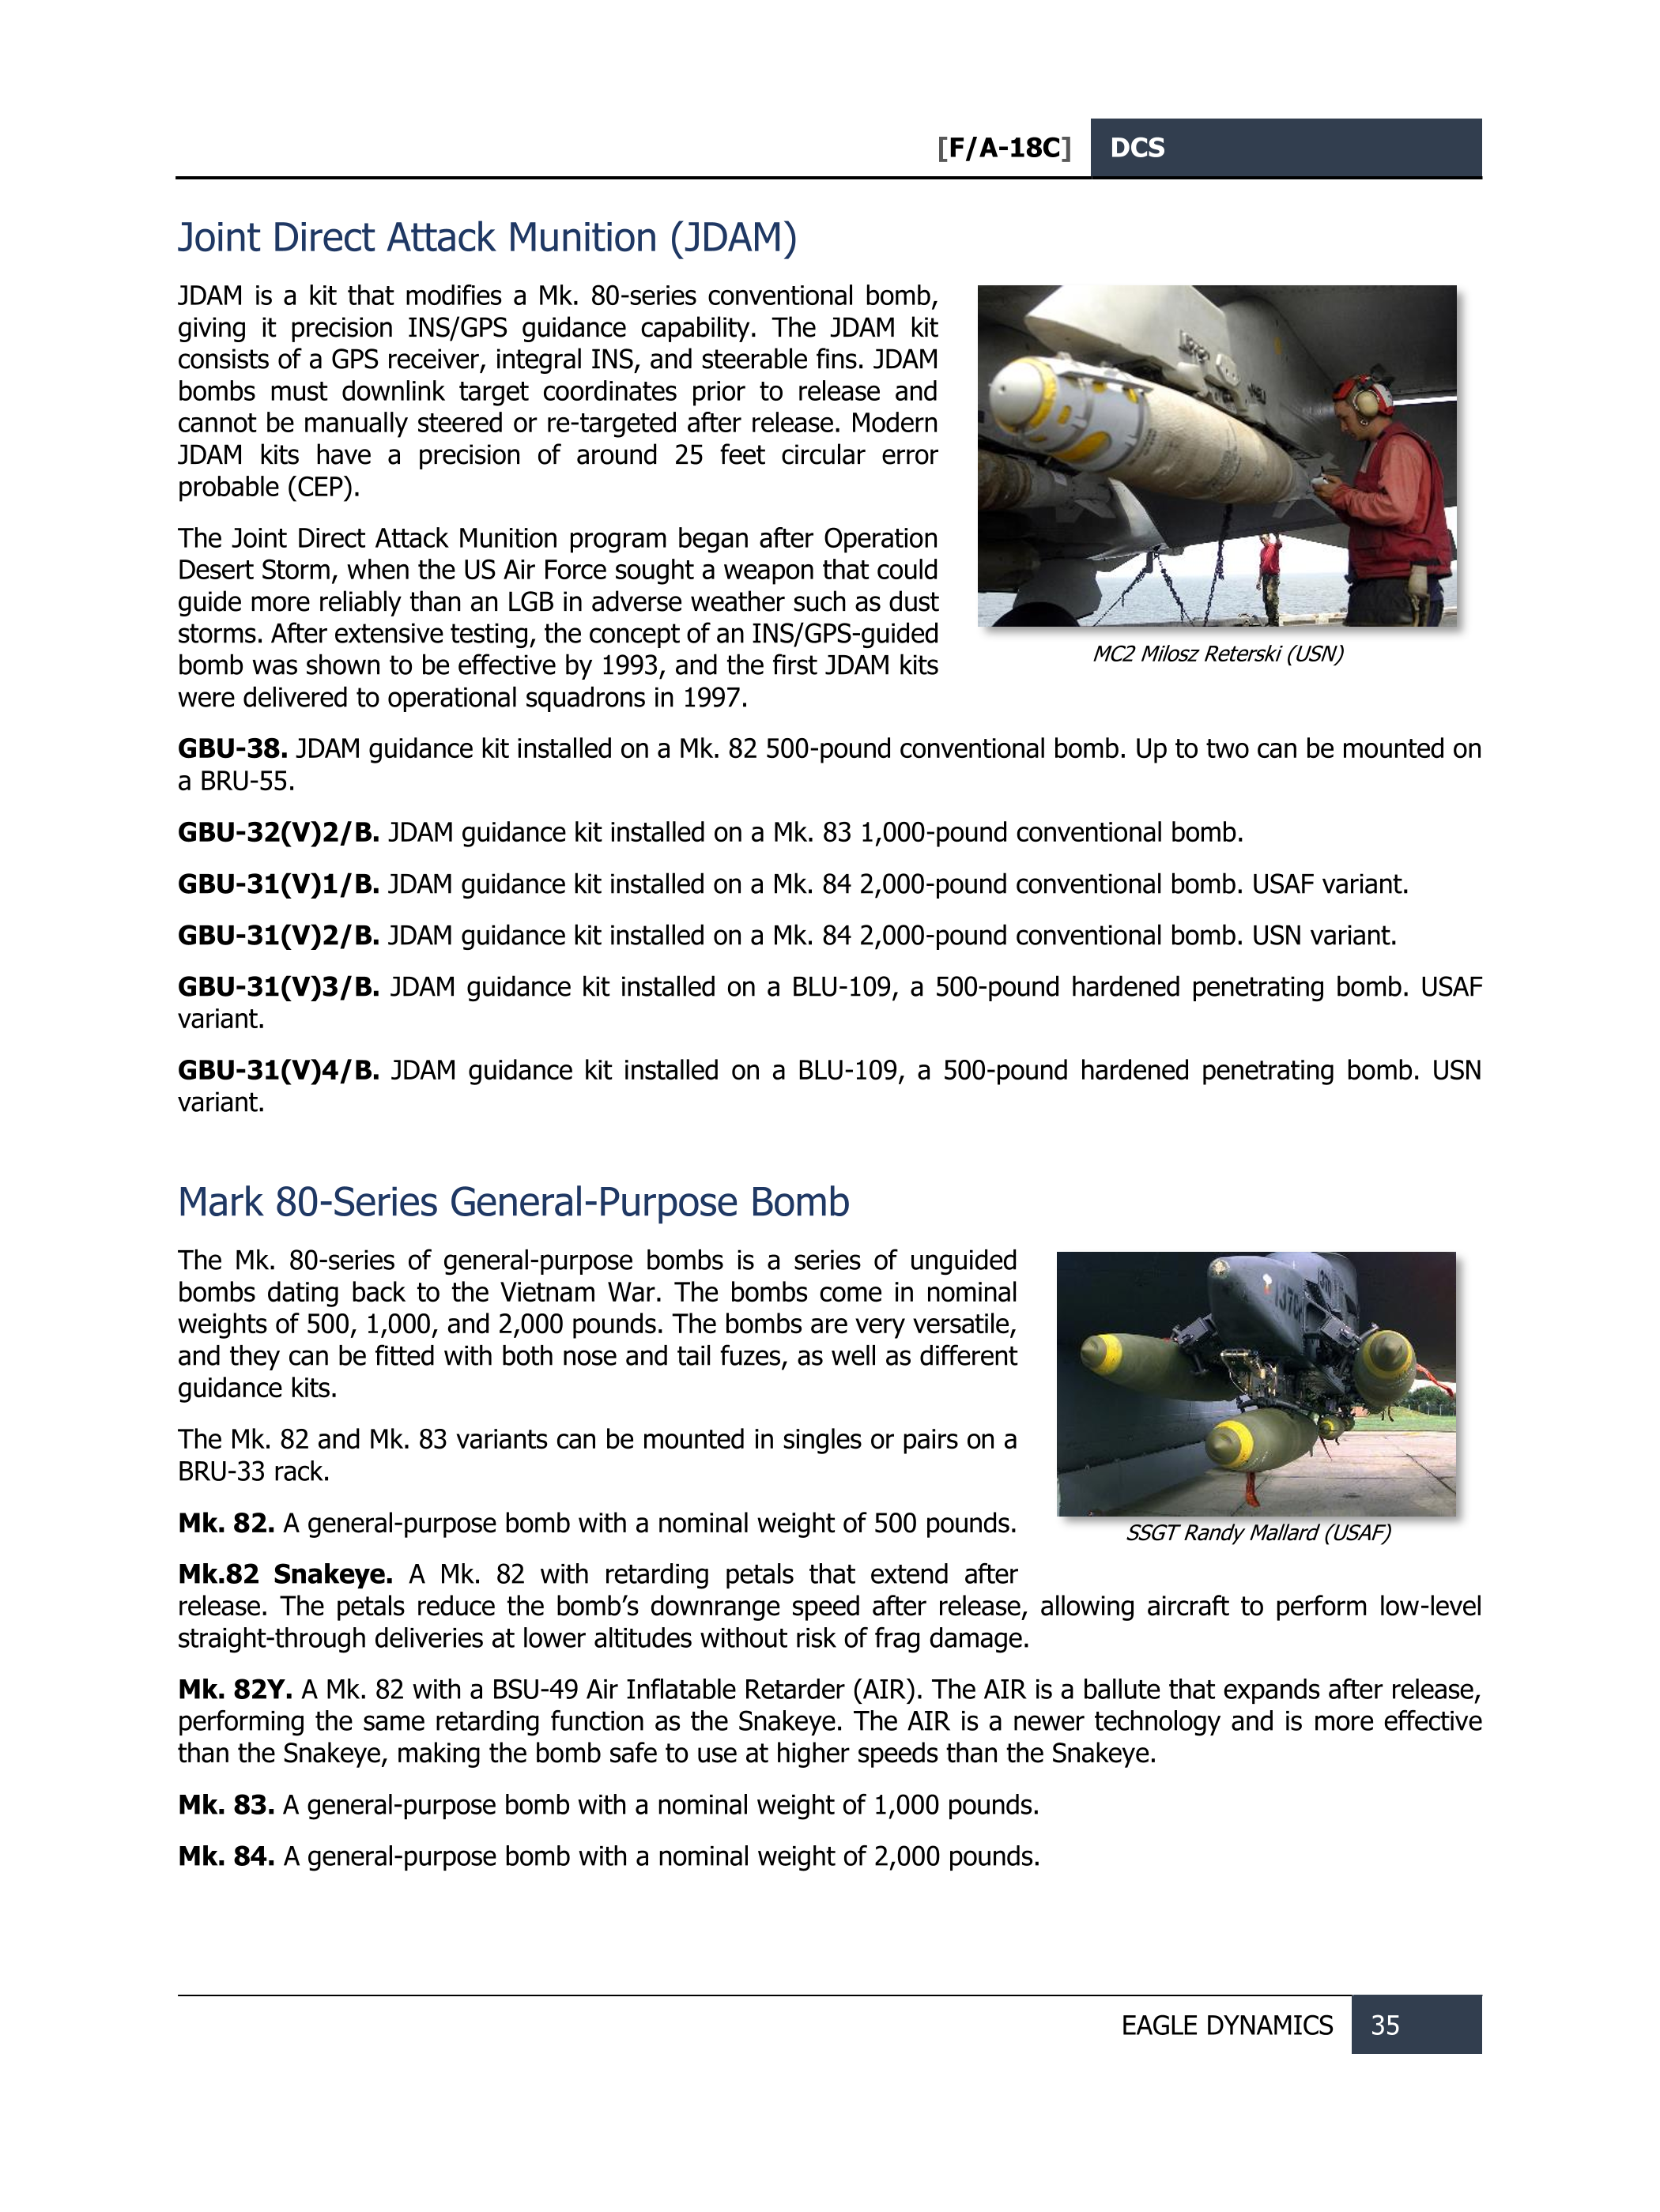 [F/A-18C] DCS
Joint Direct Attack Munition (JDAM)
JDAM is a kit that modifies a Mk. 80-series conventional bomb,
giving it precision INS/GPS guidance capability. The JDAM kit
consists of a GPS receiver, integral INS, and steerable fins. JDAM
bombs must downlink target coordinates prior to release and
cannot be manually steered or re-targeted after release. Modern
JDAM kits have a precision of around 25 feet circular error
probable (CEP).
The Joint Direct Attack Munition program began after Operation
Desert Storm, when the US Air Force sought a weapon that could
guide more reliably than an LGB in adverse weather such as dust
storms. After extensive testing, the concept of an INS/GPS-guided
bomb was shown to be effective by 1993, and the first JDAM kits
were delivered to operational squadrons in 1997.
MC2 Milosz Reterski (USN)
GBU-38. JDAM guidance kit installed on a Mk. 82 500-pound conventional bomb. Up to two can be mounted on
a BRU-55.
GBU-32(V)2/B. JDAM guidance kit installed on a Mk. 83 1,000-pound conventional bomb.
GBU-31(V)1/B. JDAM guidance kit installed on a Mk. 84 2,000-pound conventional bomb. USAF variant.
GBU-31(V)2/B. JDAM guidance kit installed on a Mk. 84 2,000-pound conventional bomb. USN variant.
GBU-31(V)3/B. JDAM guidance kit installed on a BLU-109, a 500-pound hardened penetrating bomb. USAF
variant.
GBU-31(V)4/B. JDAM guidance kit installed on a BLU-109, a 500-pound hardened penetrating bomb. USN
variant.
Mark 80-Series General-Purpose Bomb
The Mk. 80-series of general-purpose bombs is a series of unguided
bombs dating back to the Vietnam War. The bombs come in nominal
weights of 500, 1,000, and 2,000 pounds. The bombs are very versatile,
and they can be fitted with both nose and tail fuzes, as well as different
guidance kits.
The Mk. 82 and Mk. 83 variants can be mounted in singles or pairs on a
BRU-33 rack.
Mk. 82. A general-purpose bomb with a nominal weight of 500 pounds.
SSGT Randy Mallard (USAF)
Mk.82 Snakeye. A Mk. 82 with retarding petals that extend after
release. The petals reduce the bomb's downrange speed after release, allowing aircraft to perform low-level
straight-through deliveries at lower altitudes without risk of frag damage.
Mk. 82Y. A Mk. 82 with a BSU-49 Air Inflatable Retarder (AIR). The AIR is a ballute that expands after release,
performing the same retarding function as the Snakeye. The AIR is a newer technology and is more effective
than the Snakeye, making the bomb safe to use at higher speeds than the Snakeye.
Mk. 83. A general-purpose bomb with a nominal weight of 1,000 pounds.
Mk. 84. A general-purpose bomb with a nominal weight of 2,000 pounds.
EAGLE DYNAMICS 35